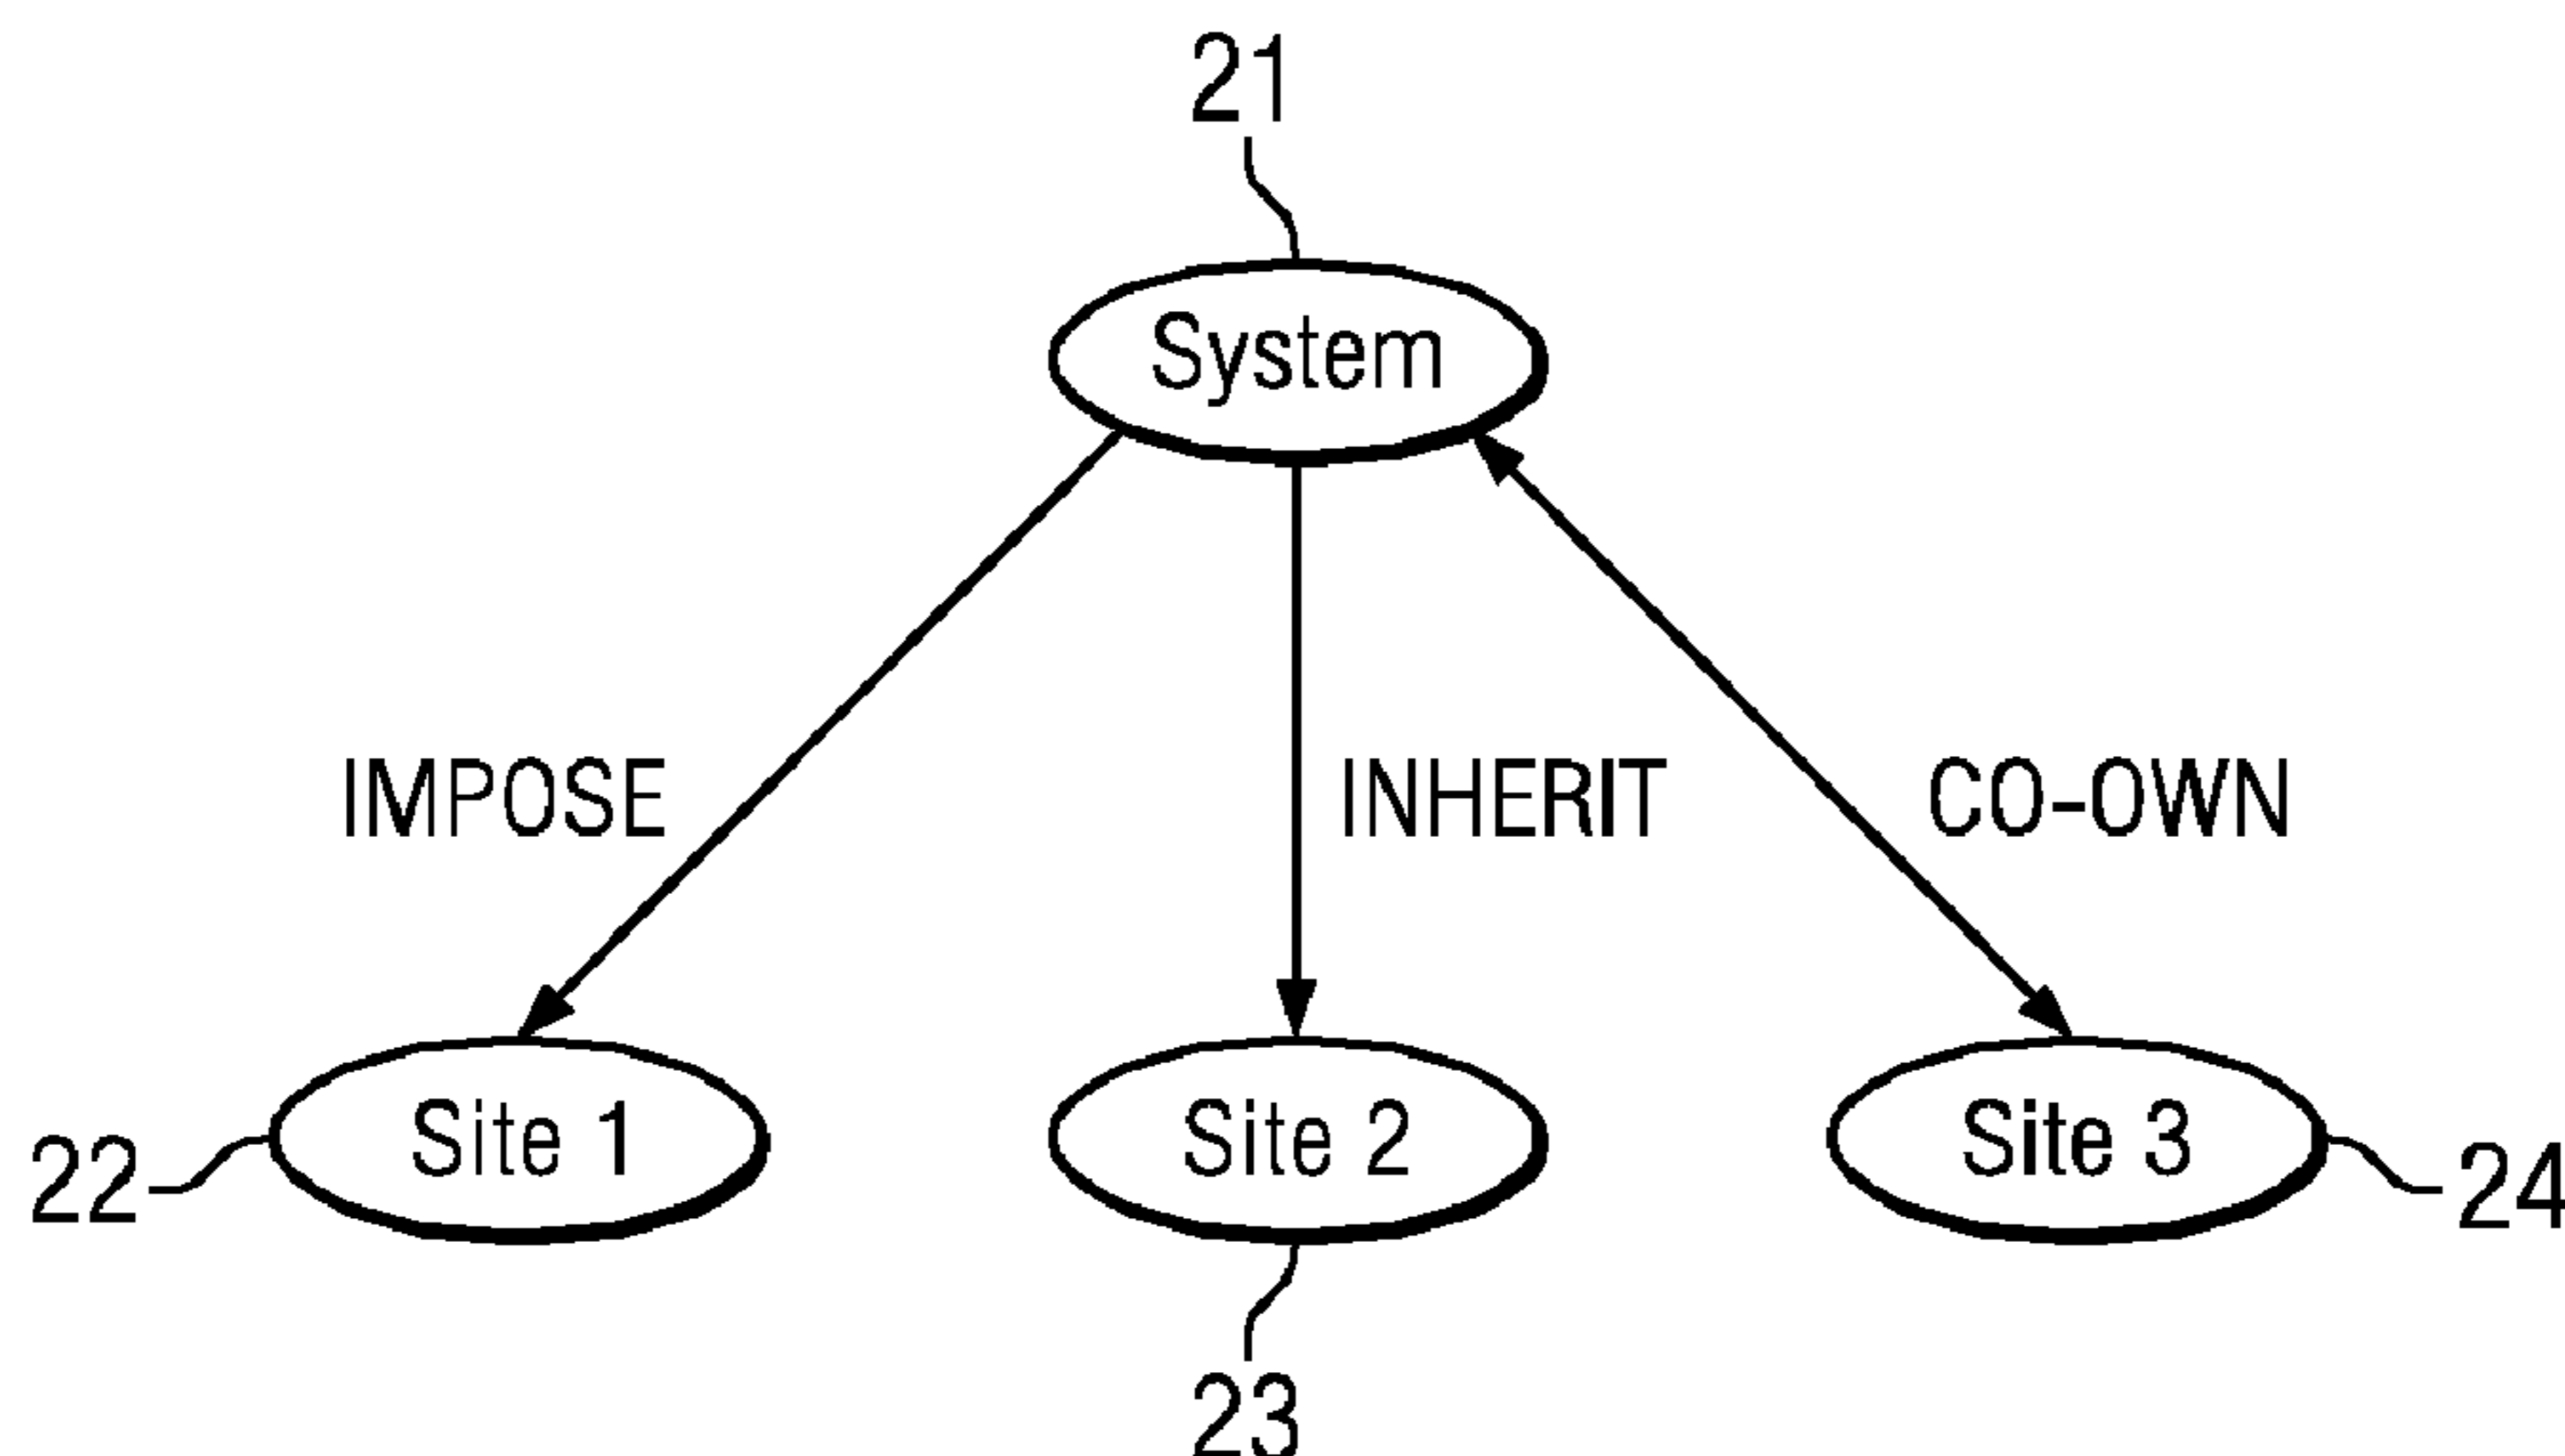 21
System
IMPOSE
INHERIT
CO-OWN
22
Site 1
Site 2
Site 3
24
23